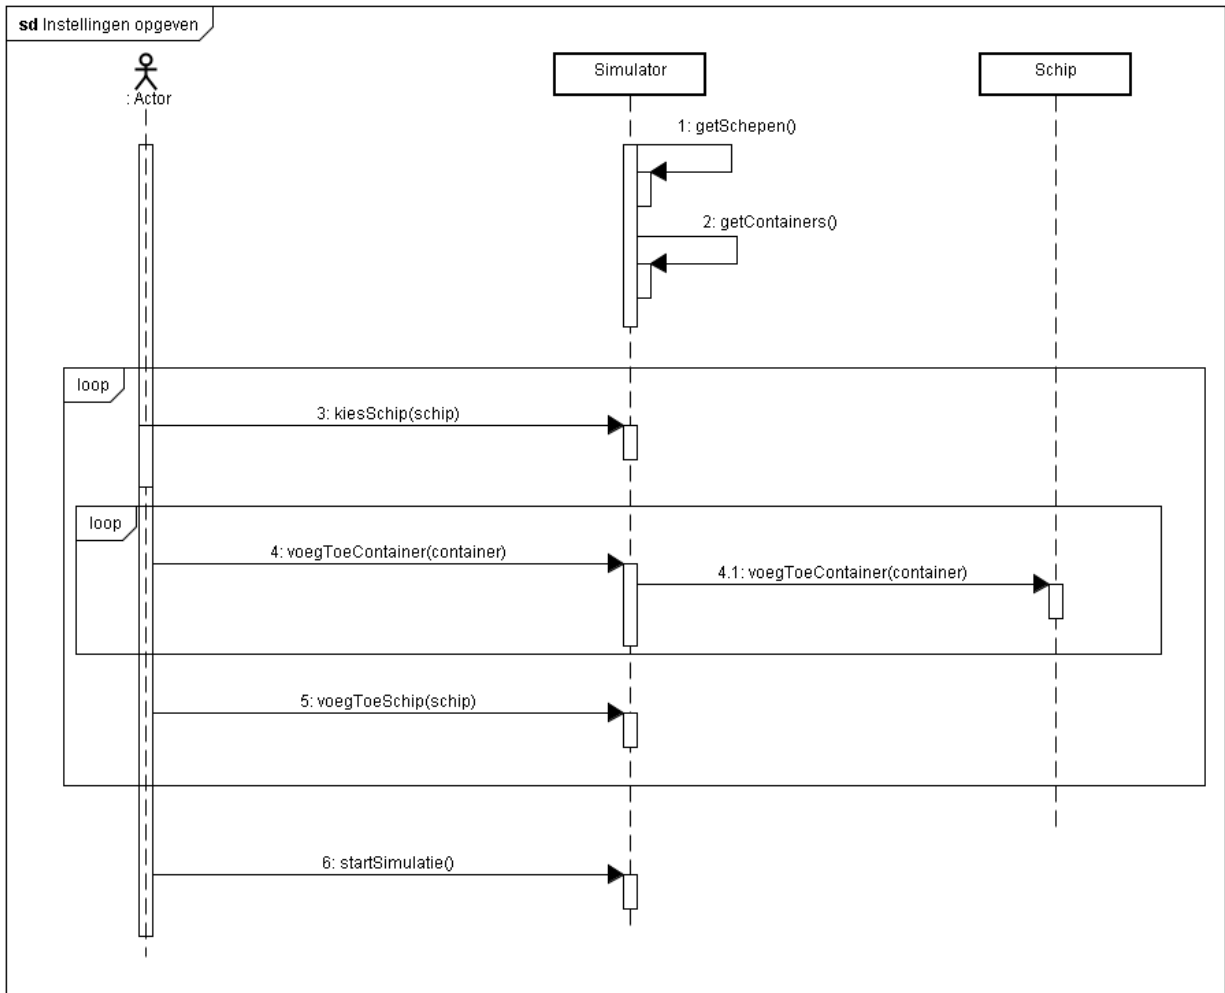 sd Instellingen opgeven
: Actor
Simulator
Schip
1: getSchepen()
2: getContainers()
loop
3: kiesSchip(schip)
loop
4: voegToeContainer(container)
4.1: voegToeContainer(container)
5: voegToeSchip(schip)
6: startSimulatie()